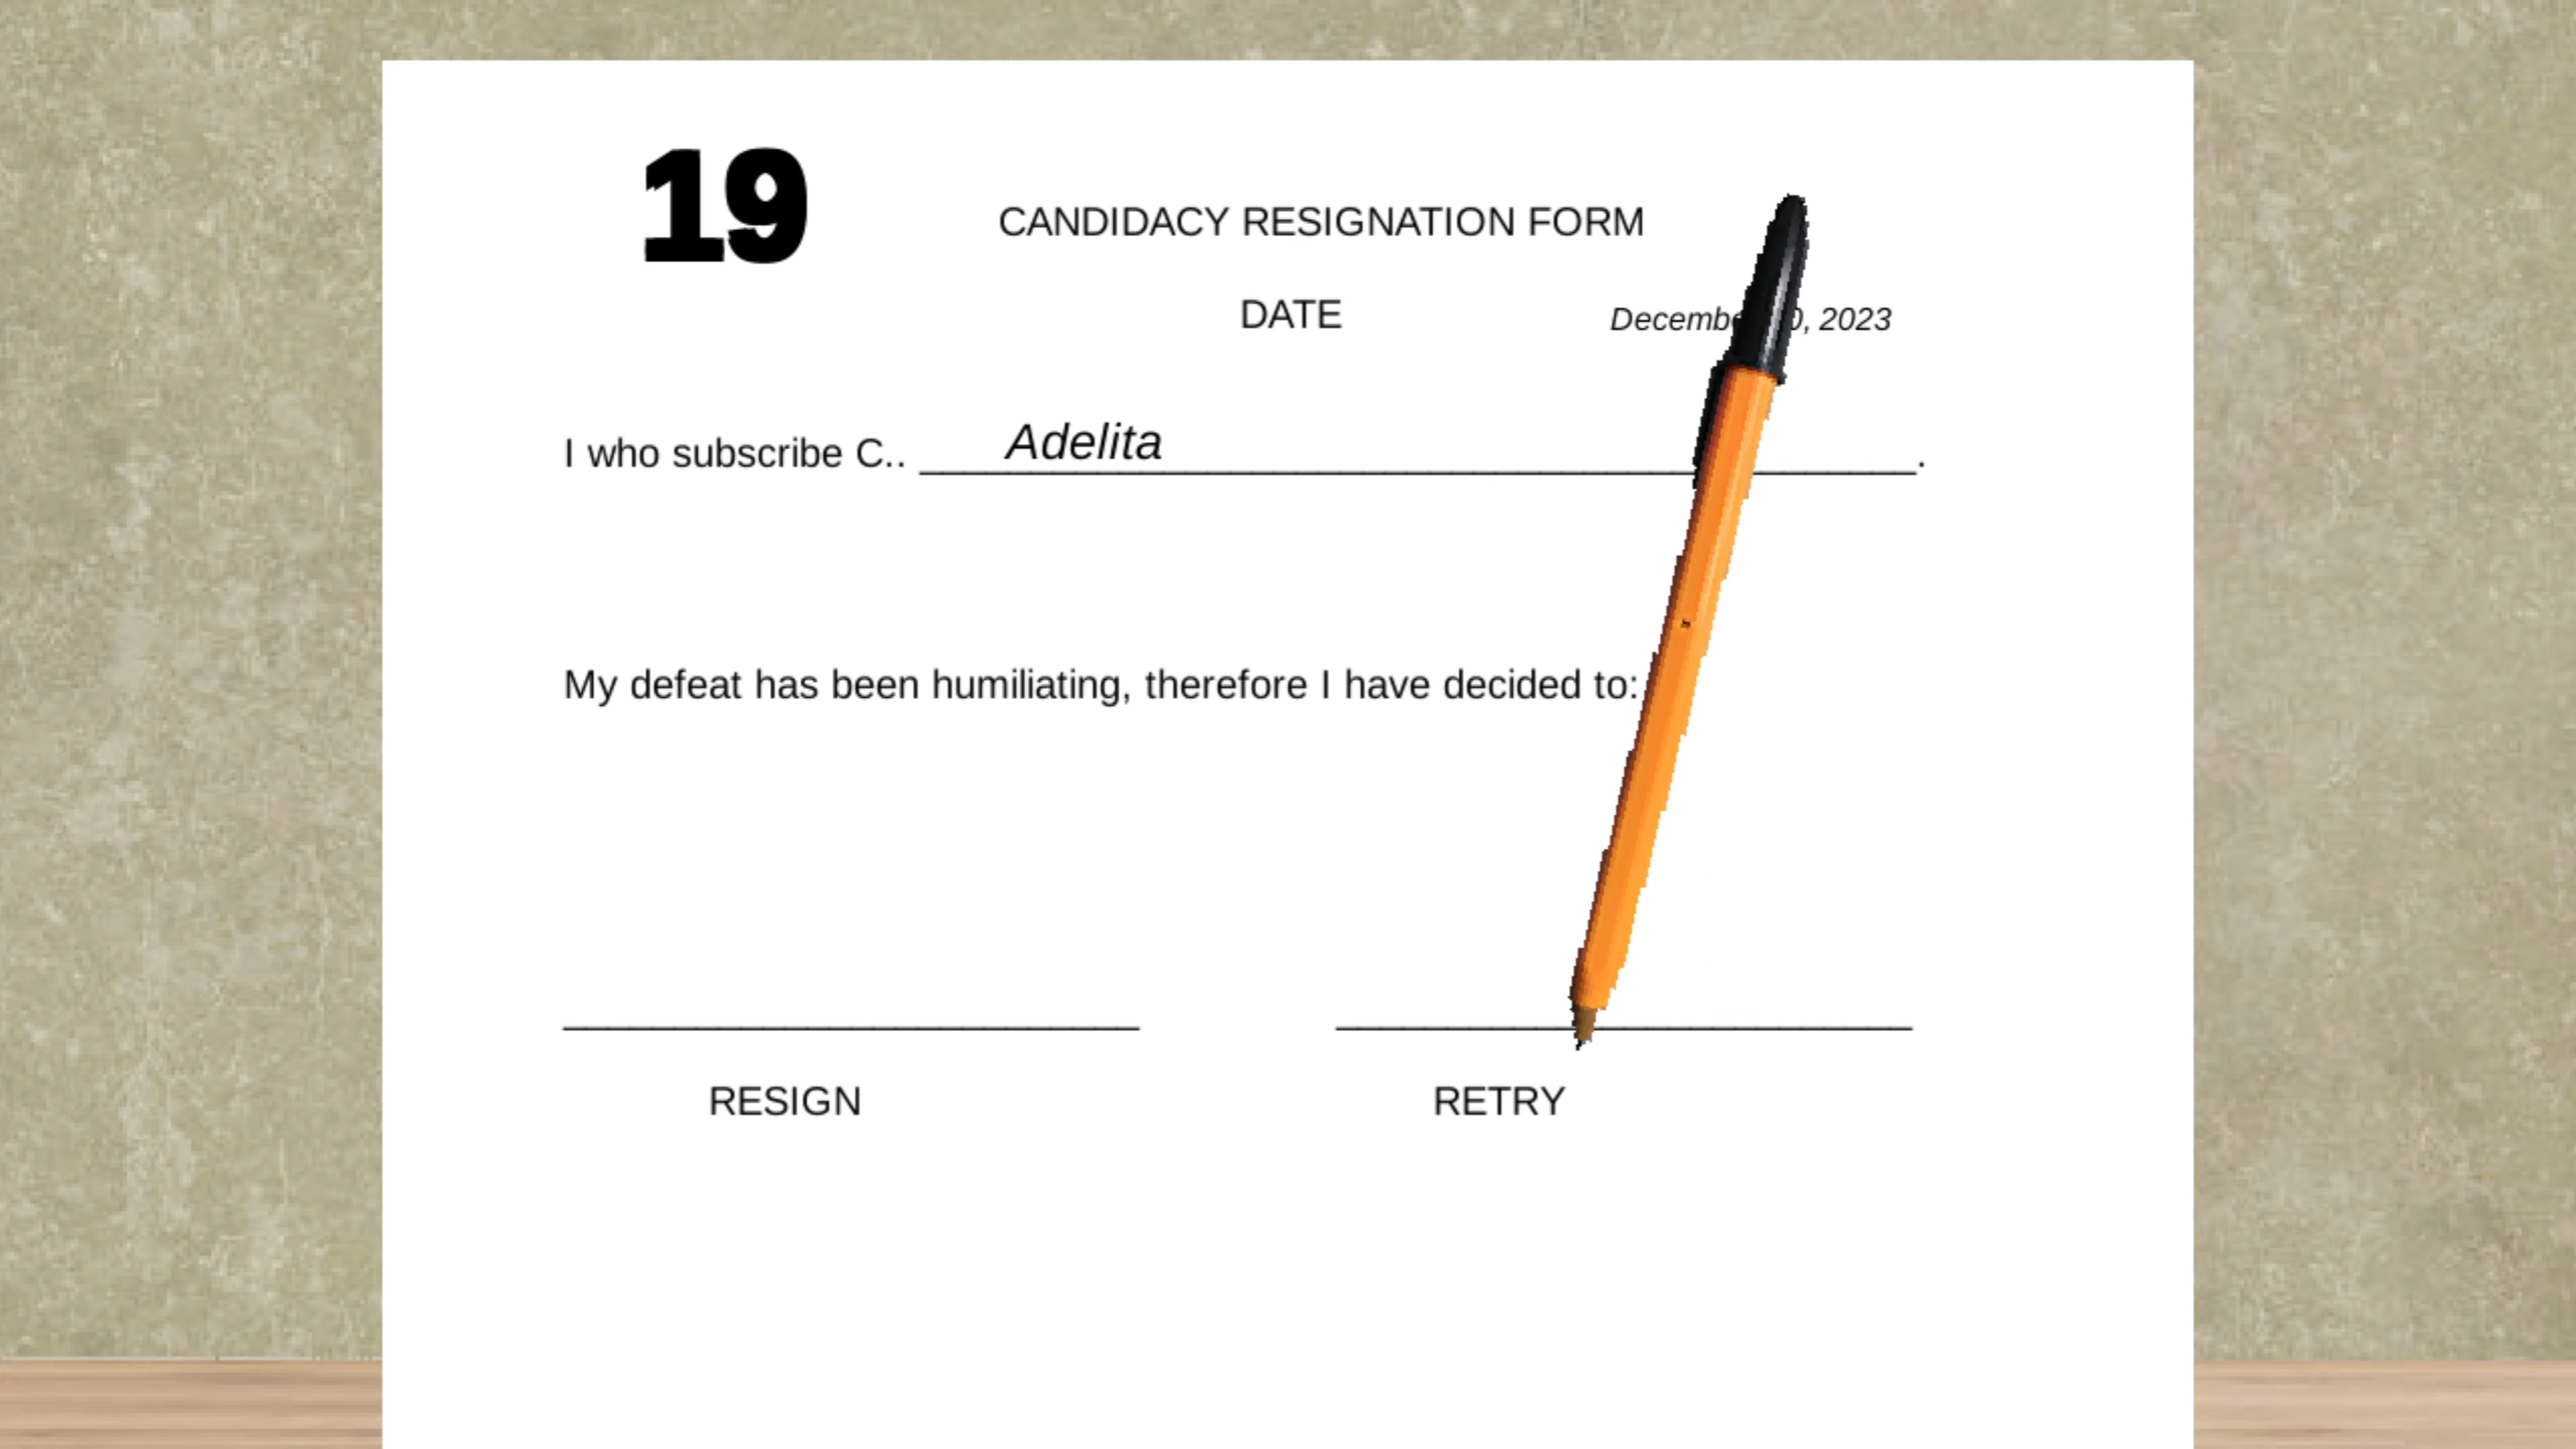 19
CANDIDACY RESIGNATION FORM
DATE
2023
I who subscribe C.. Adelita
My defeat has been humiliating, therefore I have decided to:
RESIGN RETRY